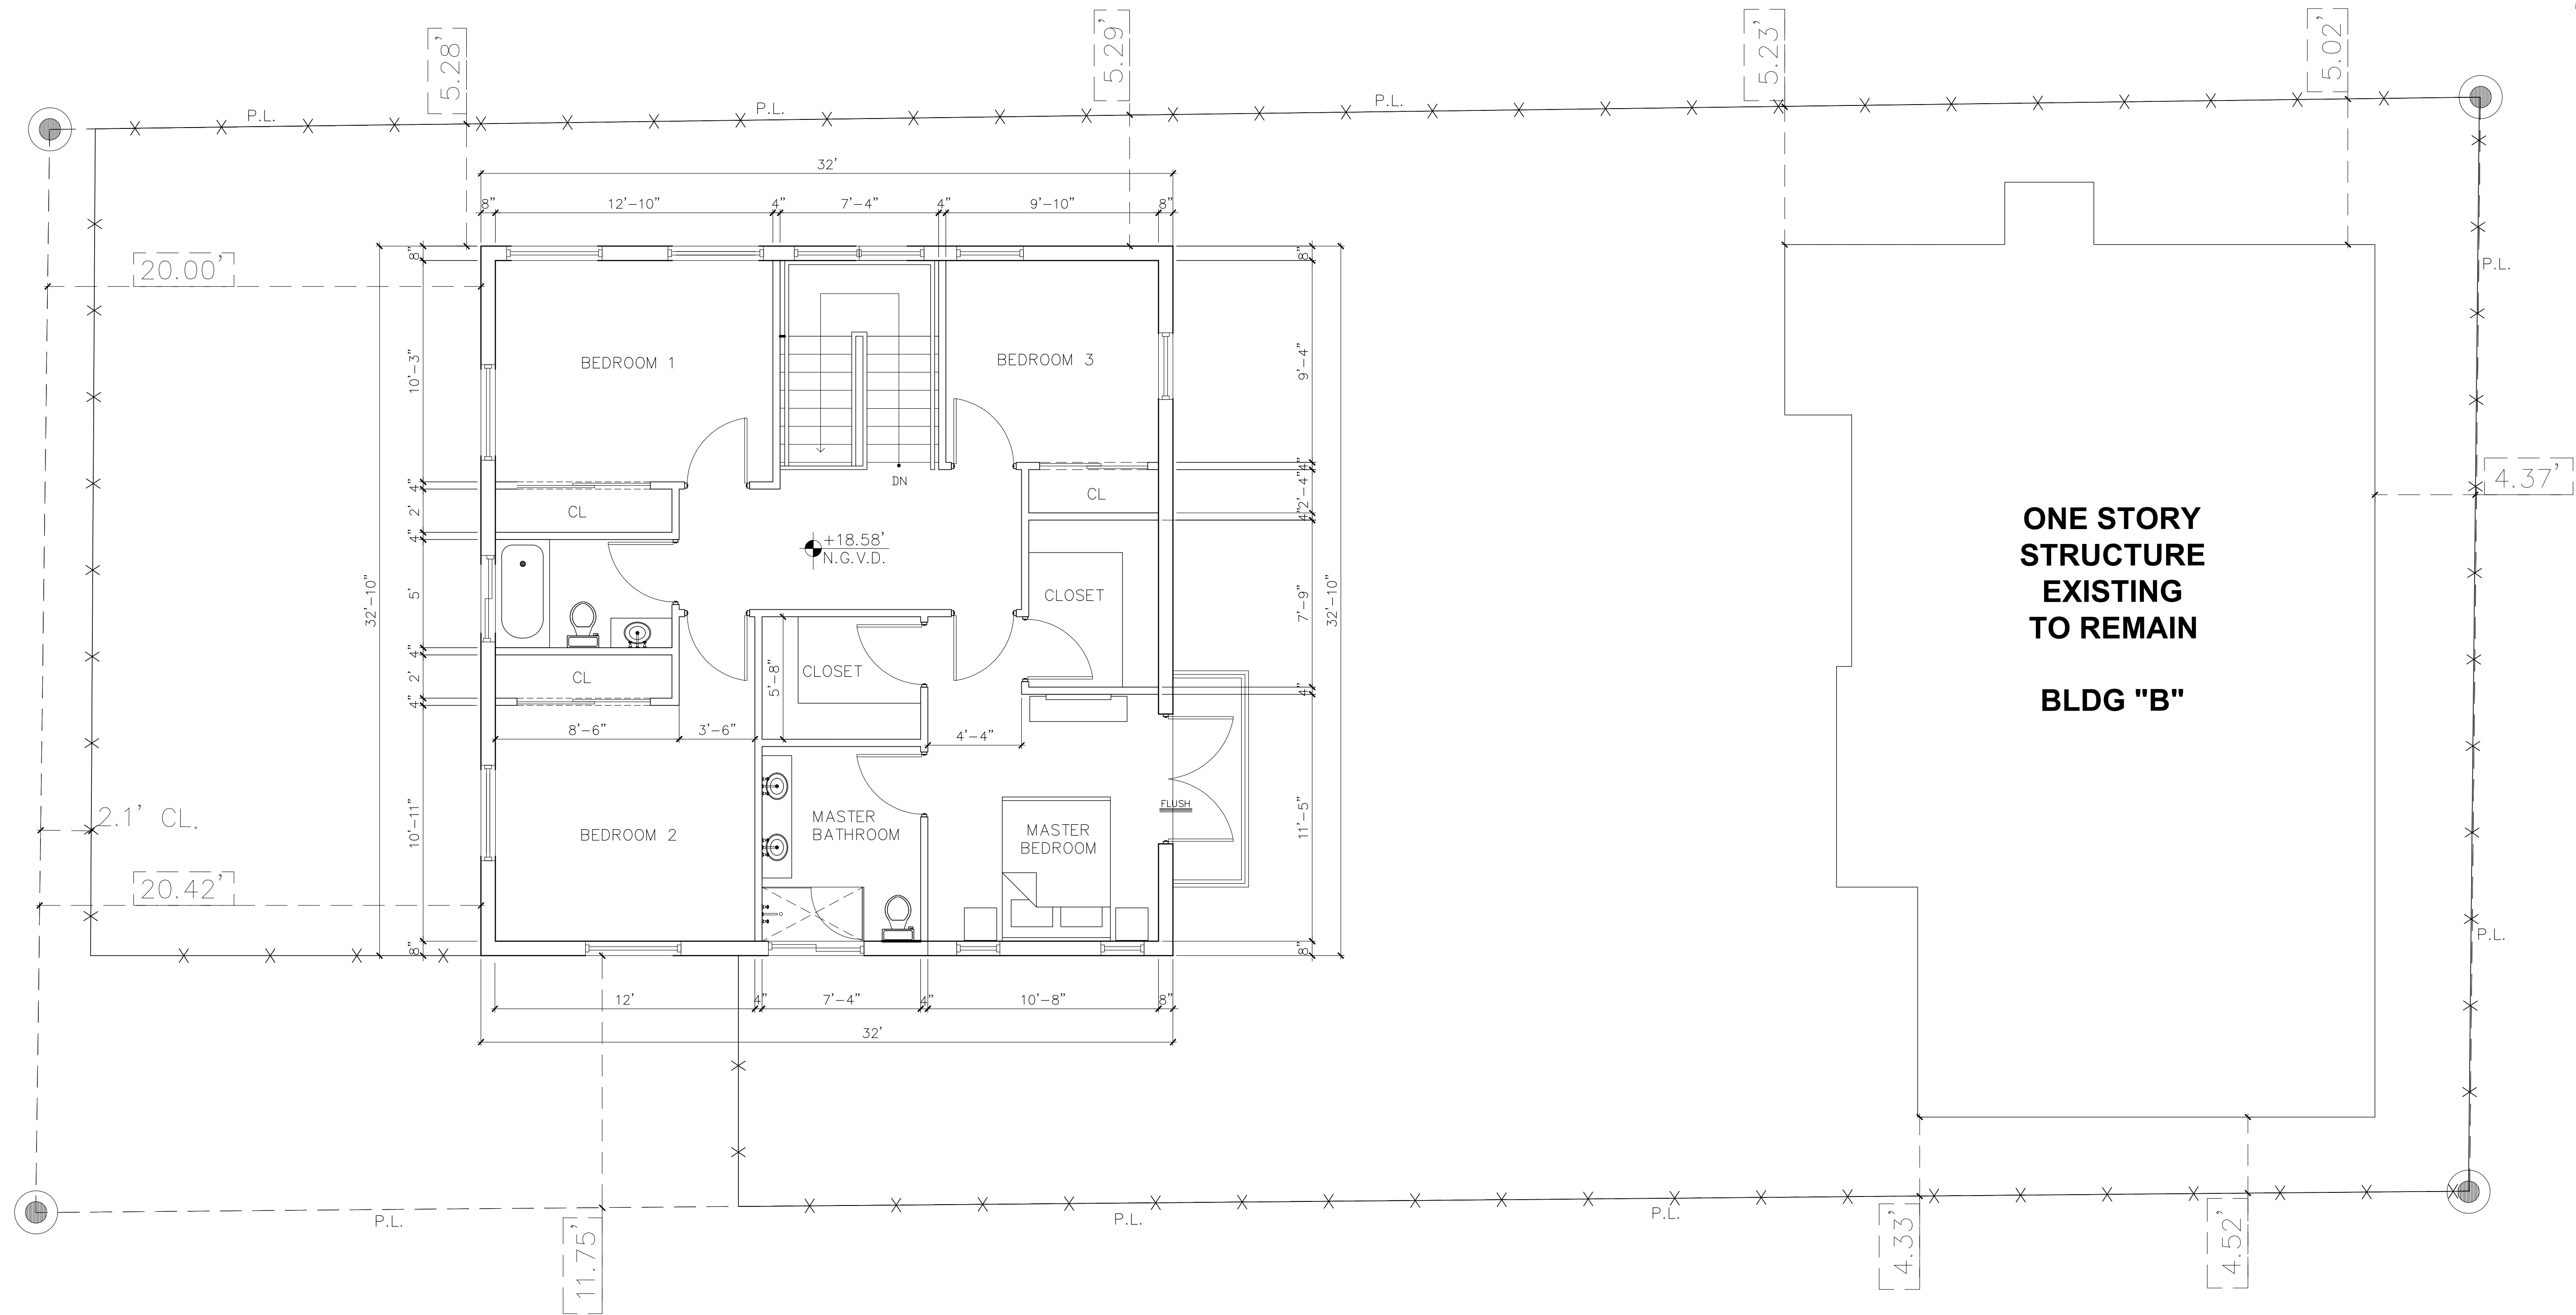 5.28'
5.29'
5.23'
5.02'
P.L.
P.L.
P.L.
32'
8"
12'-10"
4"
7'-4"
4"
9'-10"
8"
20.00'
8"
8"
P.L.
10'-3"
BEDROOM 1
BEDROOM 3
9'-4"
4"
2'
4"
CL
DN
CL
4"
2'-4"
4"
4.37'
+18.58'
N.G.V.D.
ONE STORY
STRUCTURE
EXISTING
TO REMAIN
BLDG "B"
32'-10"
5'
CLOSET
7'-9"
32'-10"
4"
2'
4"
CL
5'-8"
CLOSET
4"
8'-6"
3'-6"
4'-4"
2.1' CL.
10'-11"
BEDROOM 2
MASTER
BATHROOM
MASTER
BEDROOM
FLUSH
11'-5"
20.42'
8"
8"
P.L.
12'
4"
7'-4"
4"
10'-8"
8"
32'
P.L.
P.L.
P.L.
11.75'
4.33'
4.52'